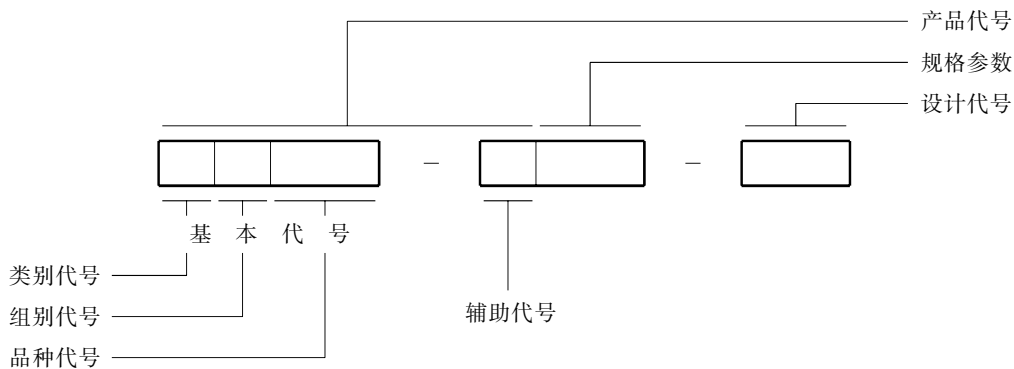 产品代号
规格参数
设计代号
－ －
基 本 代 号
类别代号
组别代号
辅助代号
品种代号